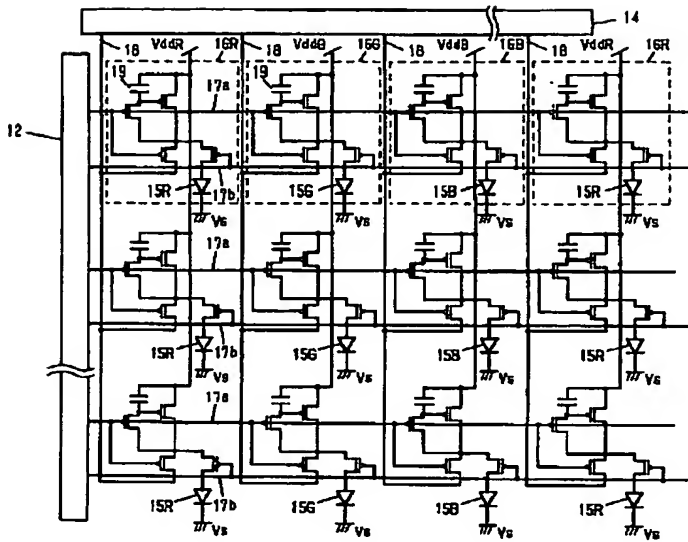 14
18 VddR 16R 18 VddG 16G 18 VddB 16B 18 VddR 16R
19 19
17a
12
17b
15R 15G 15B 15R
Vs Vs Vs Vs
17a
17b
15R 15G 15B 15R
Vs Vs Vs Vs
17a
17b
15R 15G 15B 15R
Vs Vs Vs Vs